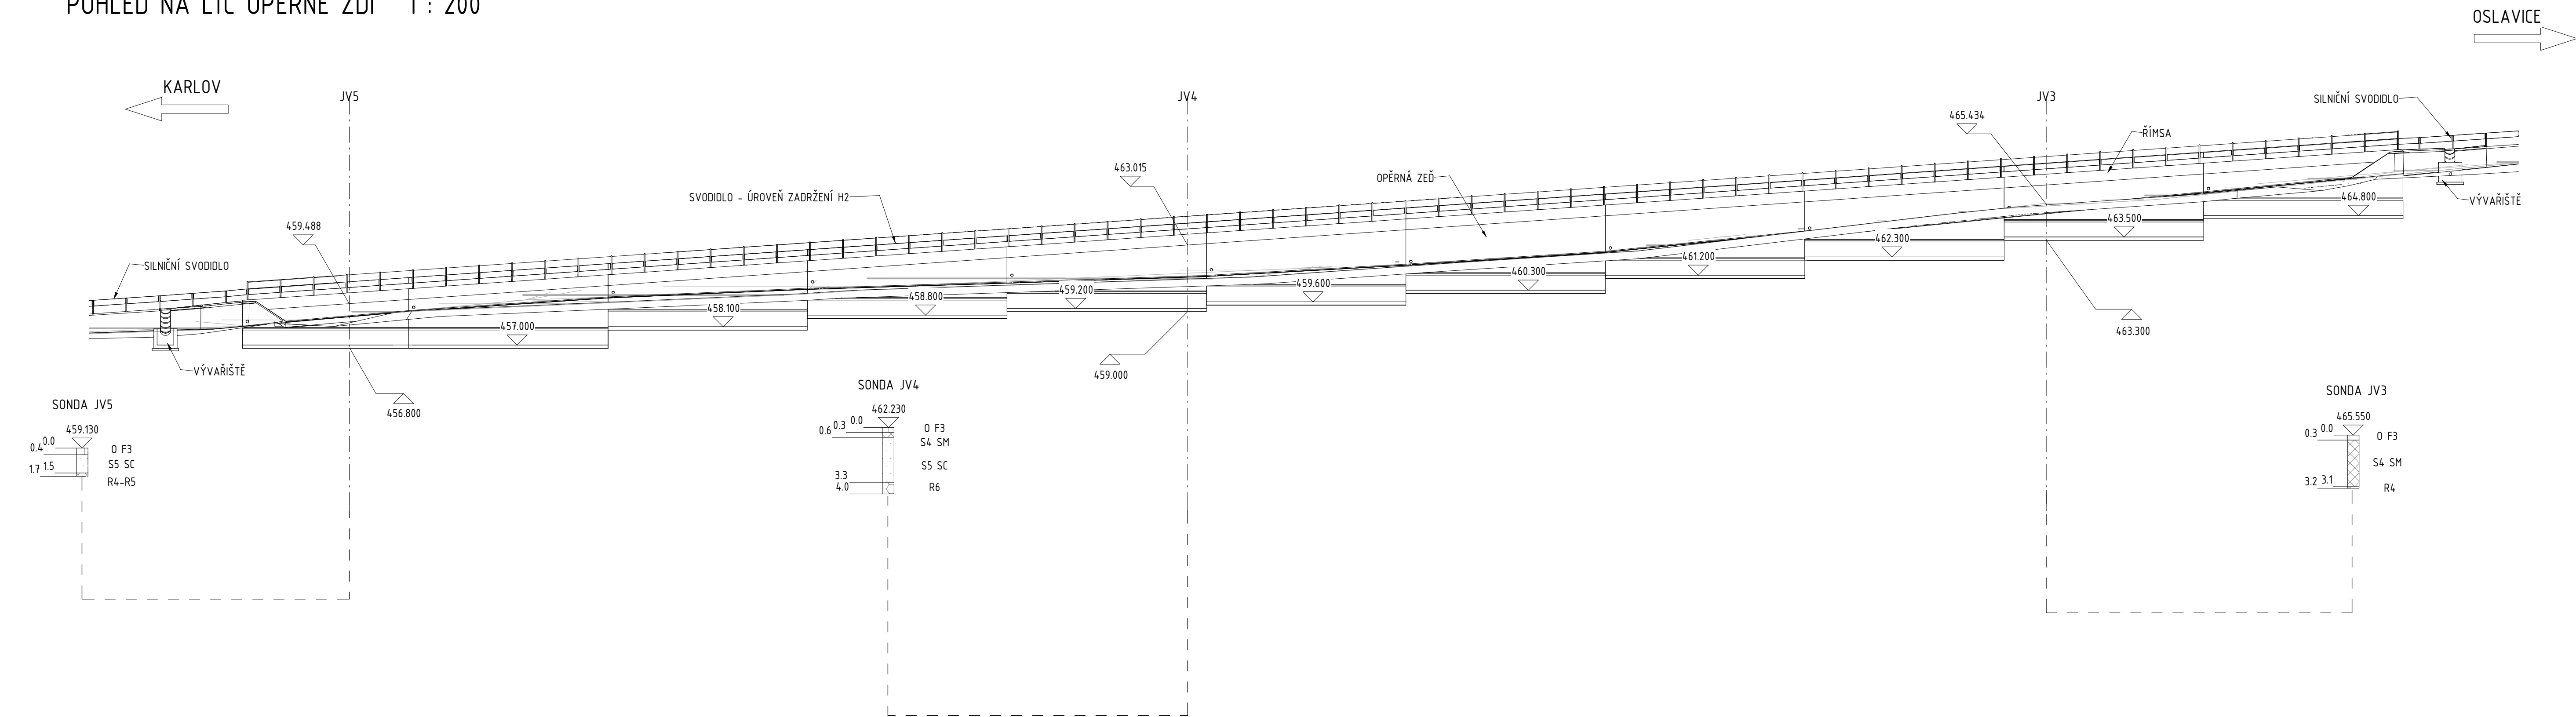 POHLED NA LÍC OPĚRNÉ ZDI 1 : 200
OSLAVICE
KARLOV
JV5
JV4
JV3
SILNIČNÍ SVODIDLO
465.434
ŘÍMSA
463.015
OPĚRNÁ ZEĎ
SVODIDLO - ÚROVEŇ ZADRŽENÍ H2
464.800
VÝVAŘIŠTĚ
459.488
463.500
462.300
SILNIČNÍ SVODIDLO
461.200
460.300
459.600
459.200
458.800
458.100
457.000
463.300
VÝVAŘIŠTĚ
459.000
456.800
SONDA JV5
459.130
0.0
0.4
O F3
S5 SC
1.5
1.7
R4-R5
SONDA JV4
462.230
0.0
0.3
0.6
O F3
S4 SM
S5 SC
3.3
4.0
R6
SONDA JV3
465.550
0.0
0.3
O F3
S4 SM
3.1
3.2
R4